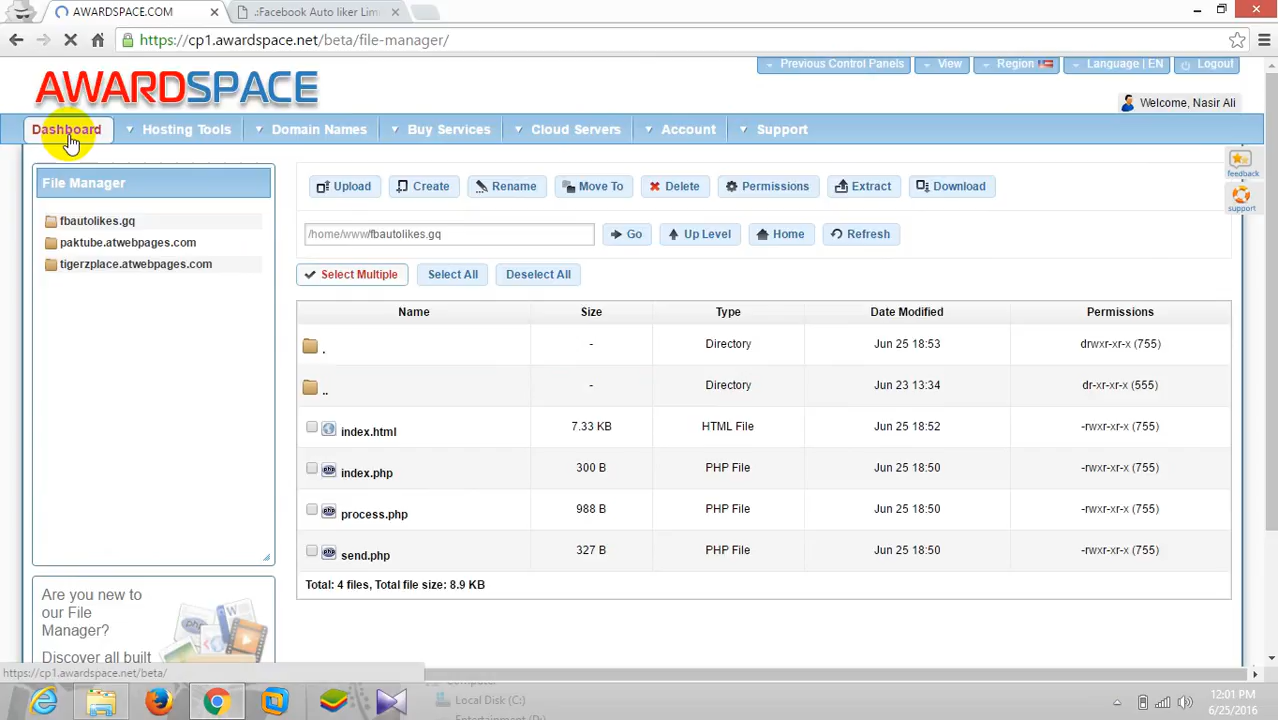 AWARDSPACE.COM
.:Facebook Auto liker Lim
https://cp1.awardspace.net/beta/file-manager/
Previous Control Panels
View
Region
Language | EN
Logout
AWARDSPACE
Welcome, Nasir Ali
Dashboard
Hosting Tools
Domain Names
Buy Services
Cloud Servers
Account
Support
feedback
support
File Manager
fbautolikes.gq
paktube.atwebpages.com
tigerzplace.atwebpages.com
Upload
Create
Rename
Move To
Delete
Permissions
Extract
Download
/home/www/fbautolikes.gq
Go
Up Level
Home
Refresh
Select Multiple
Select All
Deselect All
Name Size Type Date Modified Permissions
. - Directory Jun 25 18:53 drwxr-xr-x (755)
.. - Directory Jun 23 13:34 dr-xr-xr-x (555)
index.html 7.33 KB HTML File Jun 25 18:52 -rwxr-xr-x (755)
index.php 300 B PHP File Jun 25 18:50 -rwxr-xr-x (755)
process.php 988 B PHP File Jun 25 18:50 -rwxr-xr-x (755)
send.php 327 B PHP File Jun 25 18:50 -rwxr-xr-x (755)
Total: 4 files, Total file size: 8.9 KB
Are you new to
our File
Manager?
Discover all built
https://cp1.awardspace.net/beta/
Computer
Local Disk (C:)
Entertainment (D:)
12:01 PM
6/25/2016